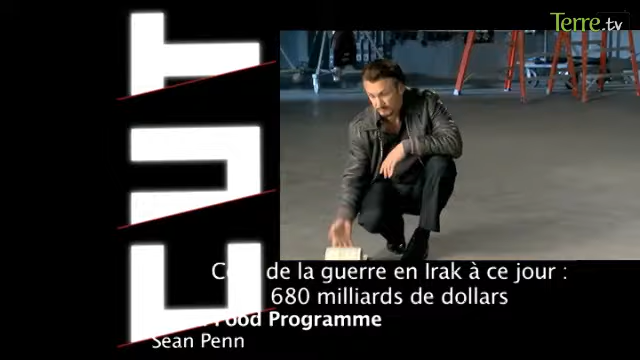 Terre.tv
de la guerre en Irak à ce jour :
680 milliards de dollars
Food Programme
Sean Penn